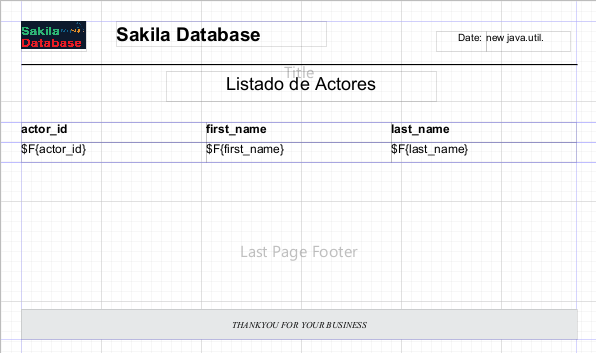 Sakila
Database
Sakila Database
Date: new java.util.
Title
Listado de Actores
actor_id first_name last_name
$F{actor_id} $F{first_name} $F{last_name}
Last Page Footer
THANKYOU FOR YOUR BUSINESS